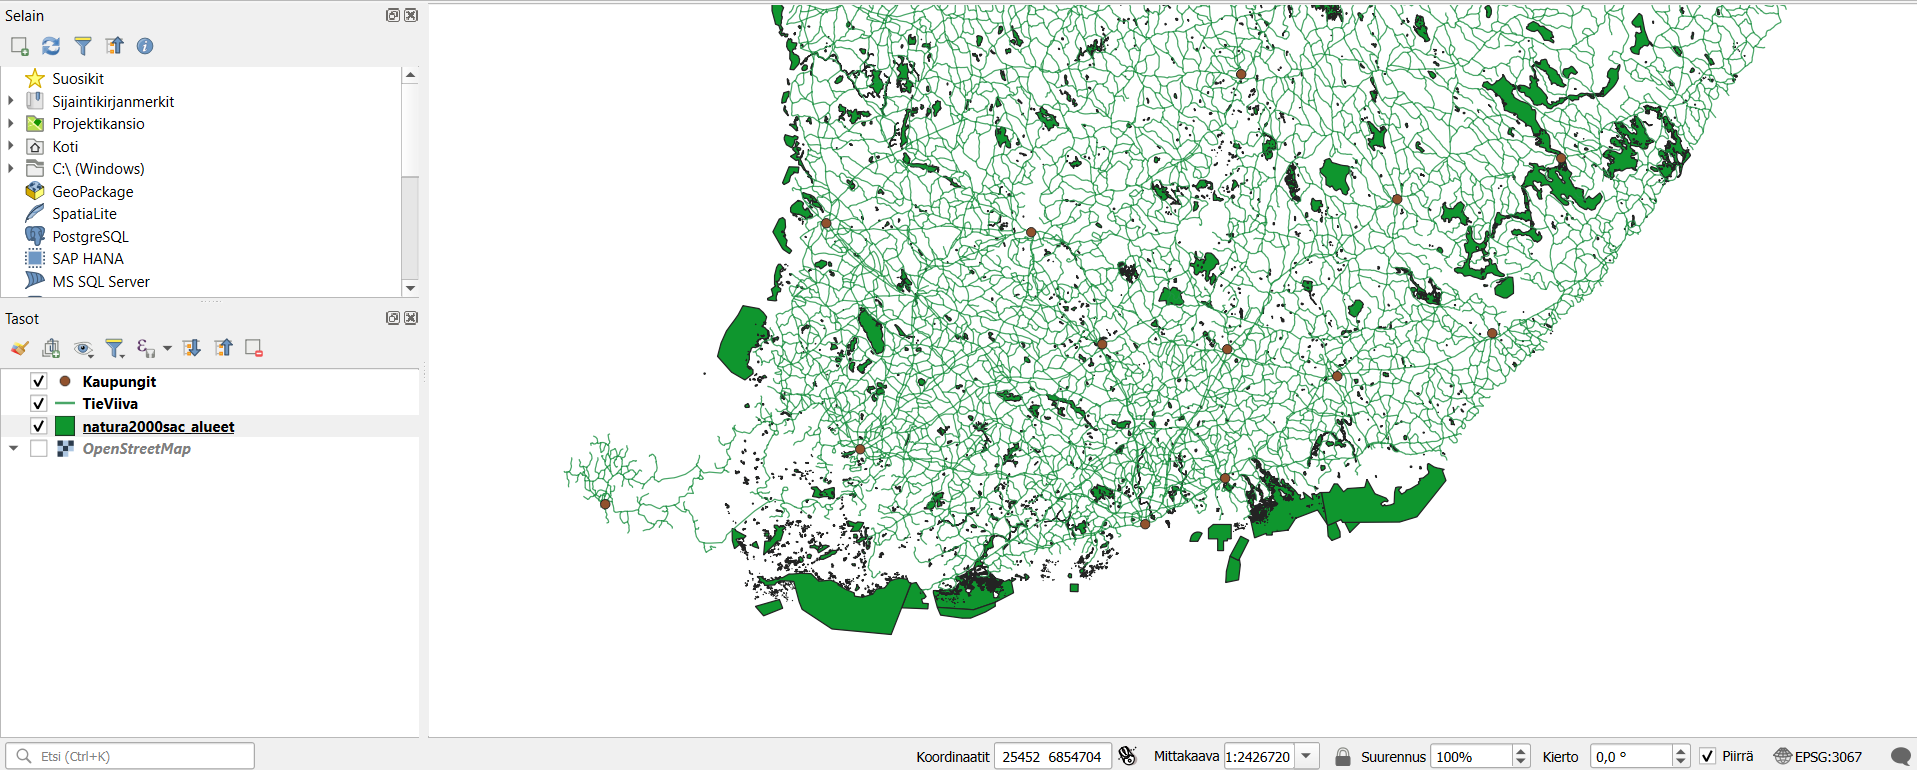 Selain
Suosikit
Sijaintikirjanmerkit
Projektikansio
Koti
C:\ (Windows)
GeoPackage
SpatiaLite
PostgreSQL
SAP HANA
MS SQL Server
Tasot
Kaupungit
TieViiva
natura2000sac_alueet
OpenStreetMap
Etsi (Ctrl+K)
Koordinaatit 25452 6854704 Mittakaava 1:2426720 Suurennus 100% Kierto 0,0 ° Piirrä EPSG:3067